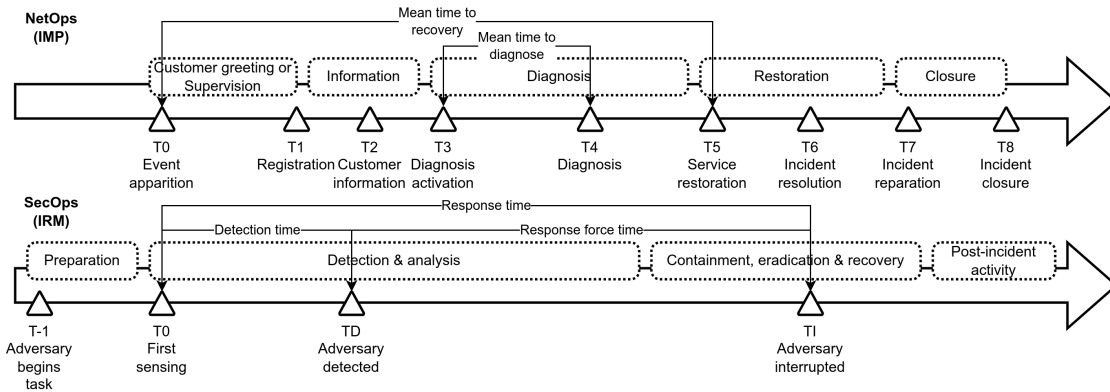 NetOps
(IMP)
Mean time to
recovery
Mean time to
diagnose
Customer greeting or
Supervision
Information
Diagnosis
Restoration
Closure
T0
Event
apparition
T1
Registration
T2
Customer
information
T3
Diagnosis
activation
T4
Diagnosis
T5
Service
restoration
T6
Incident
resolution
T7
Incident
reparation
T8
Incident
closure
SecOps
(IRM)
Response time
Detection time
Response force time
Preparation
Detection & analysis
Containment, eradication & recovery
Post-incident
activity
T-1
Adversary
begins
task
T0
First
sensing
TD
Adversary
detected
TI
Adversary
interrupted